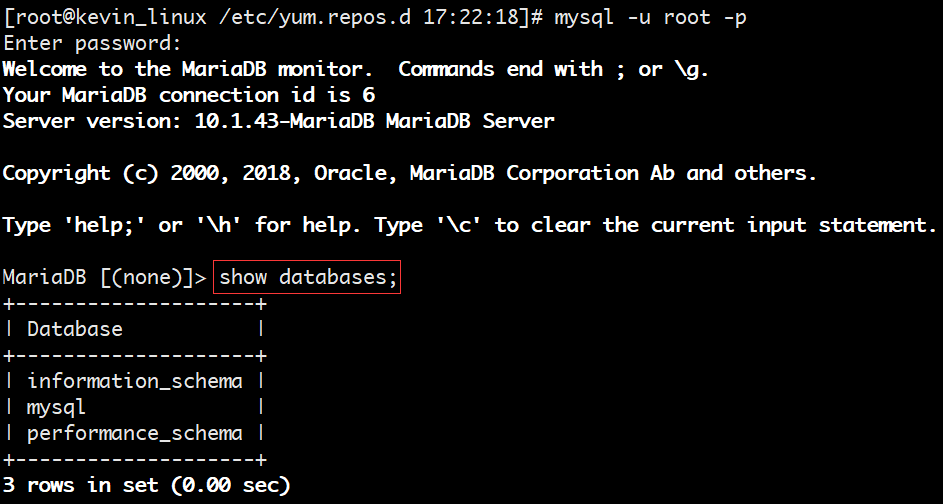 [root@kevin_linux /etc/yum.repos.d 17:22:18]# mysql -u root -p
Enter password:
Welcome to the MariaDB monitor.  Commands end with ; or \g.
Your MariaDB connection id is 6
Server version: 10.1.43-MariaDB MariaDB Server

Copyright (c) 2000, 2018, Oracle, MariaDB Corporation Ab and others.

Type 'help;' or '\h' for help. Type '\c' to clear the current input statement.

MariaDB [(none)]> show databases;
+--------------------+
| Database           |
+--------------------+
| information_schema |
| mysql              |
| performance_schema |
+--------------------+
3 rows in set (0.00 sec)